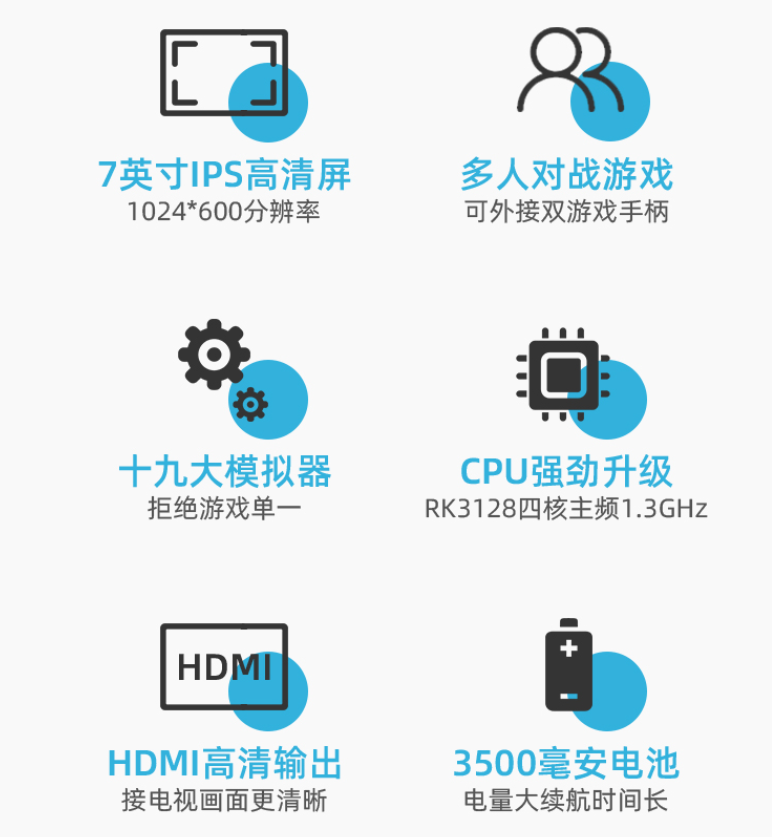 7英寸IPS高清屏
1024*600分辨率
多人对战游戏
可外接双游戏手柄
十九大模拟器
拒绝游戏单一
CPU强劲升级
RK3128四核主频1.3GHz
HDMI
HDMI高清输出
接电视画面更清晰
3500毫安电池
电量大续航时间长